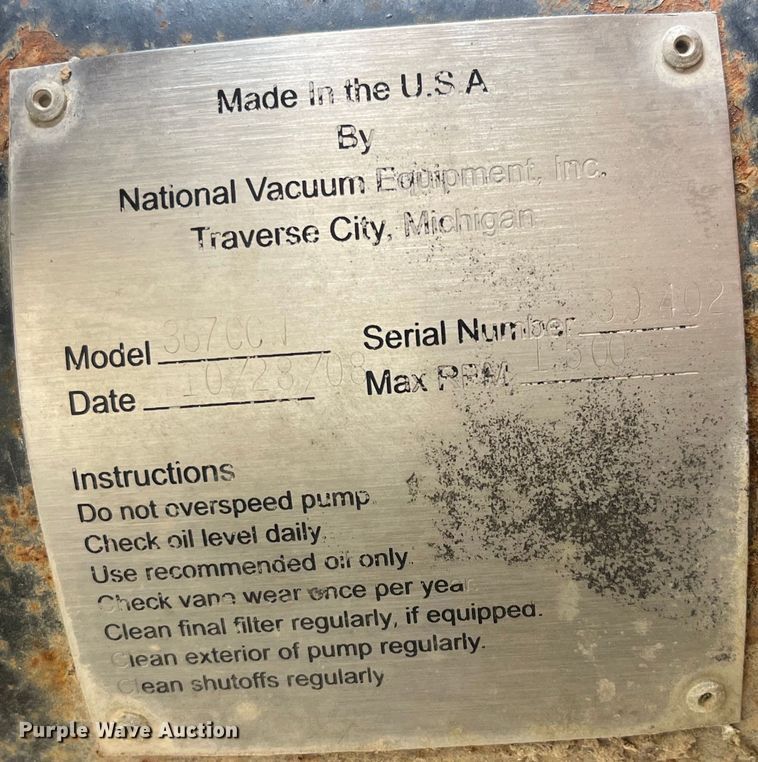 Made In the U.S.A
By
National Vacuum Equipment, Inc.
Traverse City, Michigan
Model
Serial Number
Date 10/28/08
Max RPM 1,500
Instructions
Do not overspeed pump.
Check oil level daily.
Use recommended oil only.
Check vane wear once per year
Clean final filter regularly, if equipped.
Clean exterior of pump regularly.
Clean shutoffs regularly
Purple Wave Auction